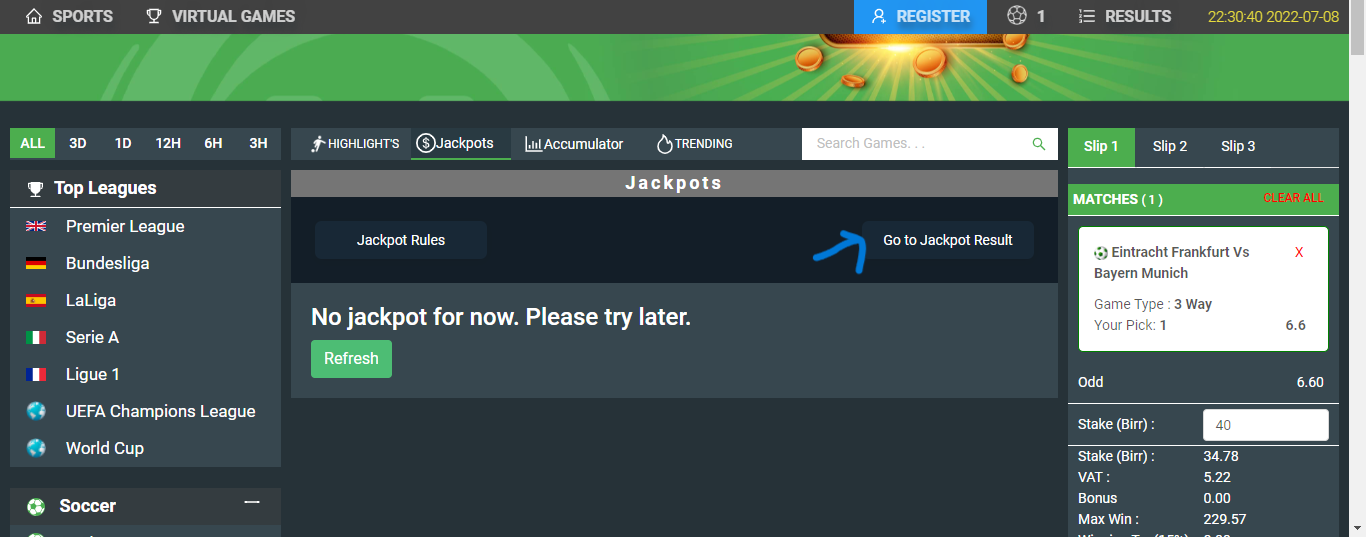 SPORTS VIRTUAL GAMES REGISTER 1 RESULTS 22:30:40 2022-07-08
ALL 3D 1D 12H 6H 3H
Top Leagues
Premier League
Bundesliga
LaLiga
Serie A
Ligue 1
UEFA Champions League
World Cup
Soccer
HIGHLIGHT'S Jackpots Accumulator TRENDING Search Games. . .
Jackpots
Jackpot Rules Go to Jackpot Result
No jackpot for now. Please try later.
Refresh
Slip 1 Slip 2 Slip 3
MATCHES ( 1 ) CLEAR ALL
Eintracht Frankfurt Vs X
Bayern Munich
Game Type : 3 Way
Your Pick: 1 6.6
Odd 6.60
Stake (Birr) : 40
Stake (Birr) : 34.78
VAT : 5.22
Bonus 0.00
Max Win : 229.57